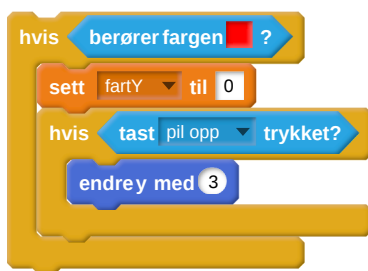 hvis berører fargen ?
sett fartY til 0
hvis tast pil opp trykket?
endre y med 3